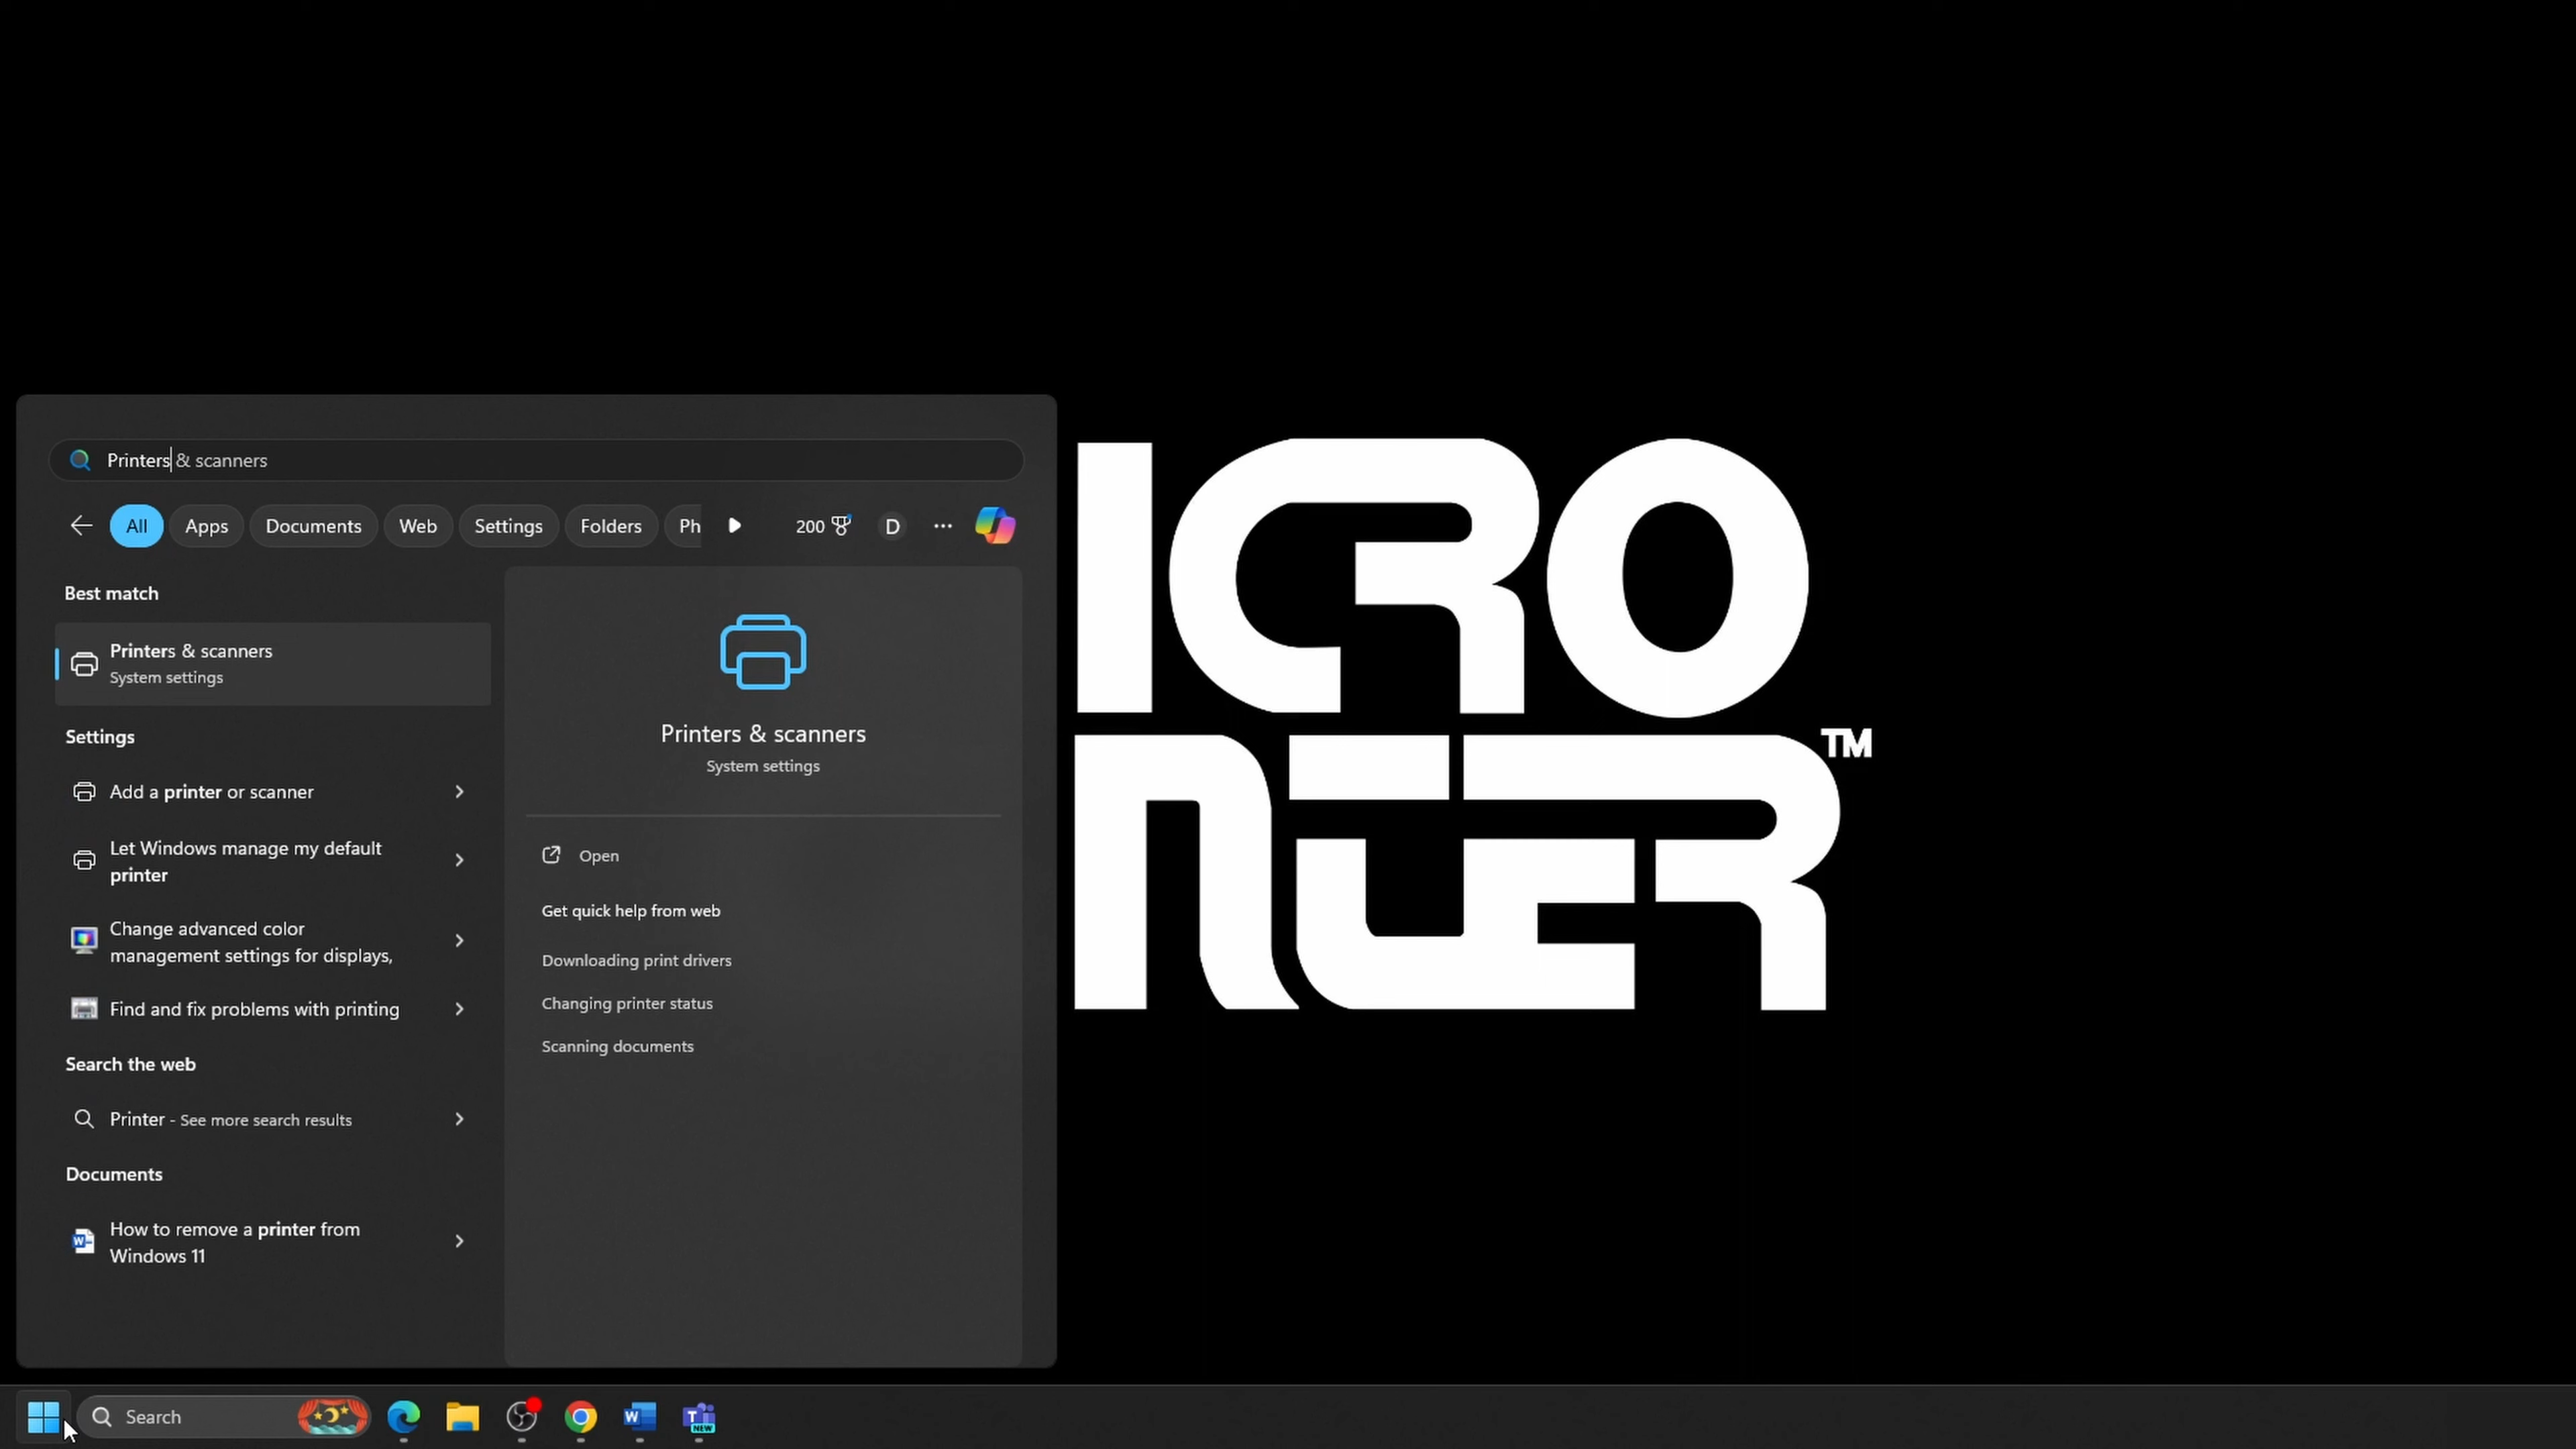 Printers & scanners
All Apps Documents Web Settings Folders Ph 200 D
Best match
Printers & scanners
System settings
Settings
Add a printer or scanner
Let Windows manage my default
printer
Change advanced color
management settings for displays,
Find and fix problems with printing
Search the web
Printer - See more search results
Documents
How to remove a printer from
Windows 11
Printers & scanners
System settings
Open
Get quick help from web
Downloading print drivers
Changing printer status
Scanning documents
ICRO
NTER TM
Search
W
T
NEW